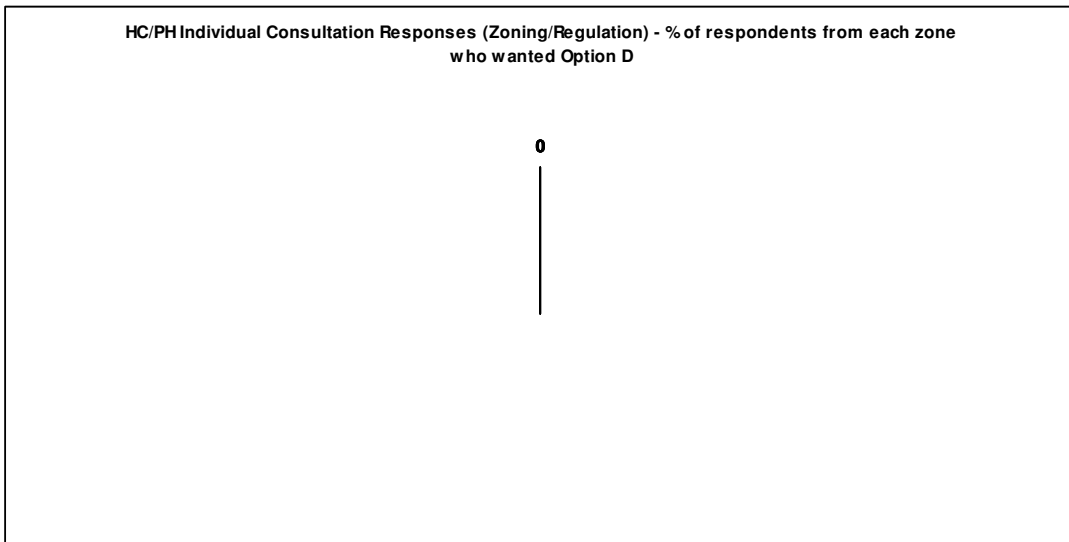 HC/PH Individual Consultation Responses (Zoning/Regulation) - % of respondents from each zone
who wanted Option D
0